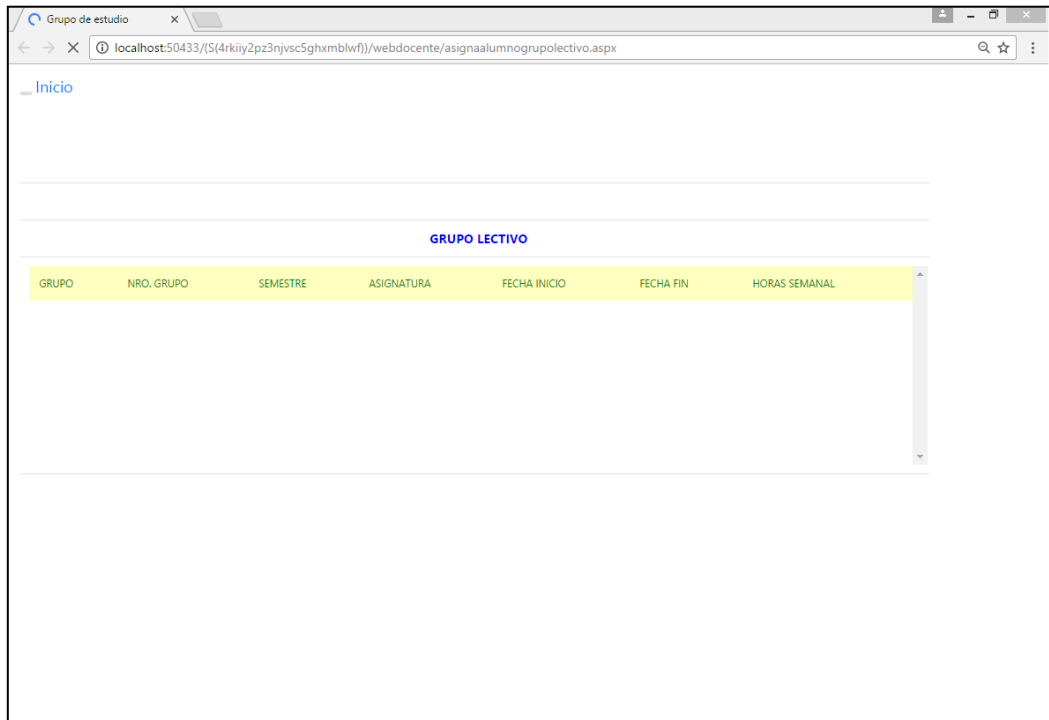 Grupo de estudio
localhost:50433/(S(4rkiiy2pz3njvsc5ghxmblwf))/webdocente/asignaalumnogrupolectivo.aspx
Inicio
GRUPO LECTIVO
GRUPO NRO. GRUPO SEMESTRE ASIGNATURA FECHA INICIO FECHA FIN HORAS SEMANAL